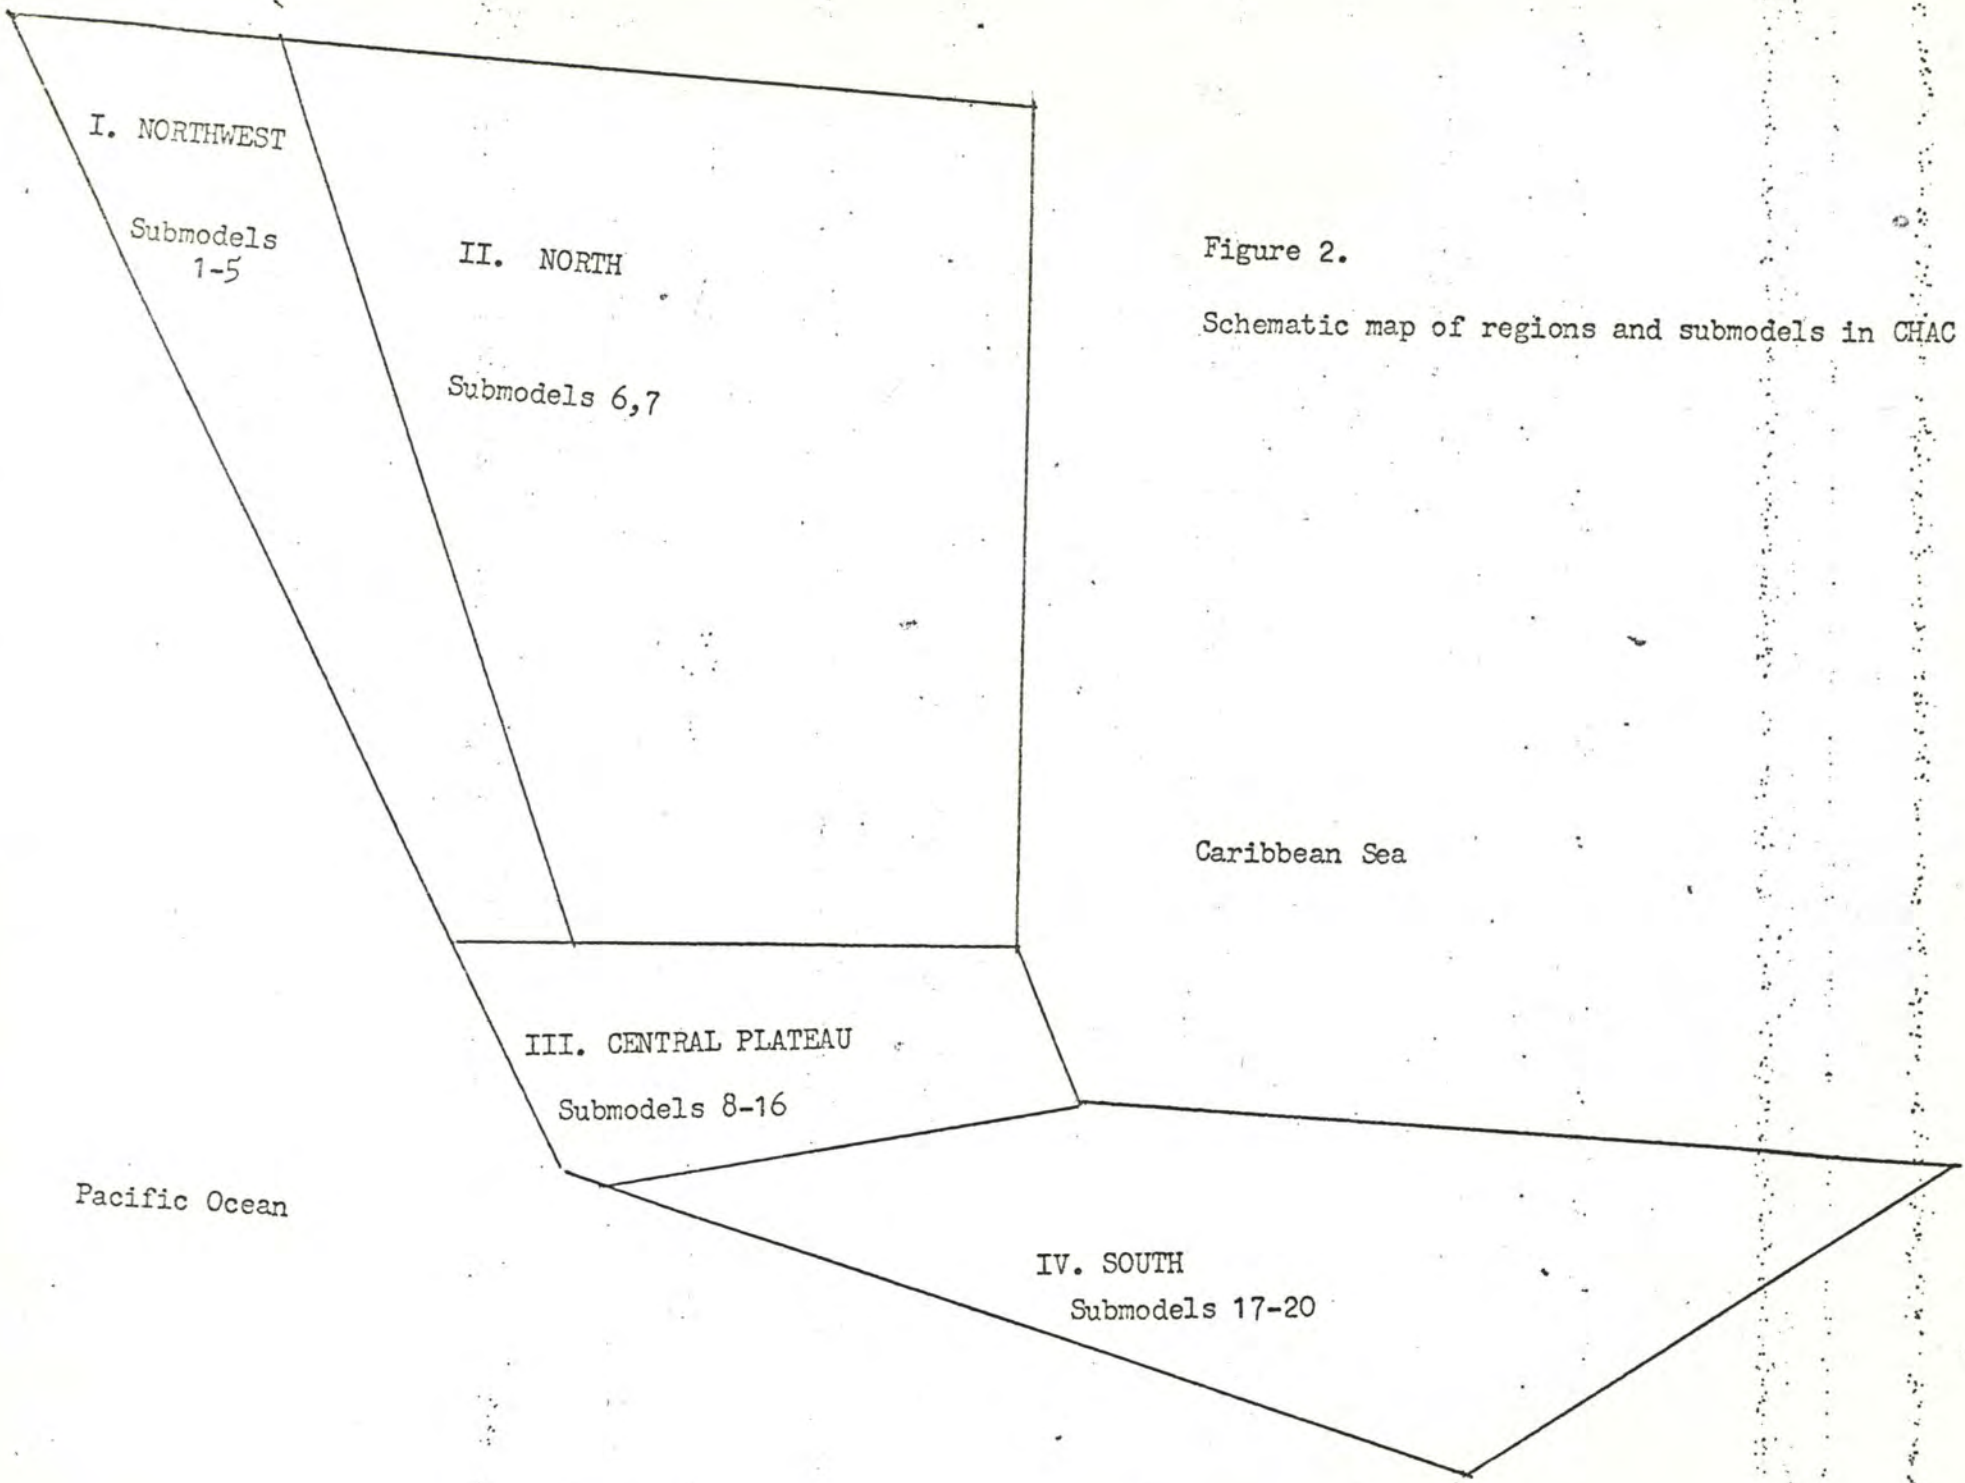 I. NORTHWEST
Submodels
1-5
II. NORTH
Submodels 6,7
Figure 2.
Schematic map of regions and submodels in CHAC
Caribbean Sea
III. CENTRAL PLATEAU
Submodels 8-16
Pacific Ocean
IV. SOUTH
Submodels 17-20